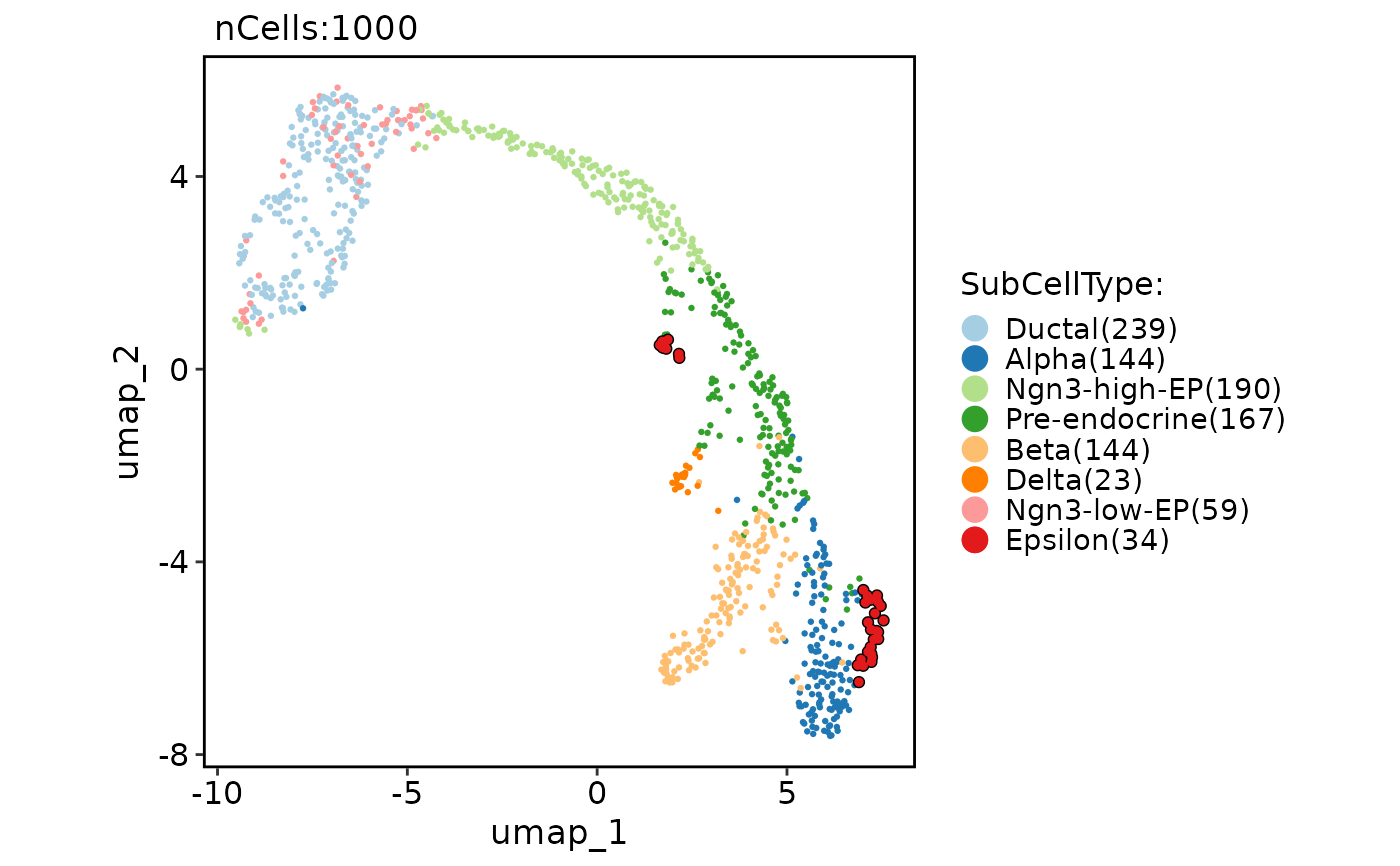 nCells:1000
umap_2
4
0
-4
-8
-10
-5
0
5
umap_1
SubCellType:
Ductal(239)
Alpha(144)
Ngn3-high-EP(190)
Pre-endocrine(167)
Beta(144)
Delta(23)
Ngn3-low-EP(59)
Epsilon(34)